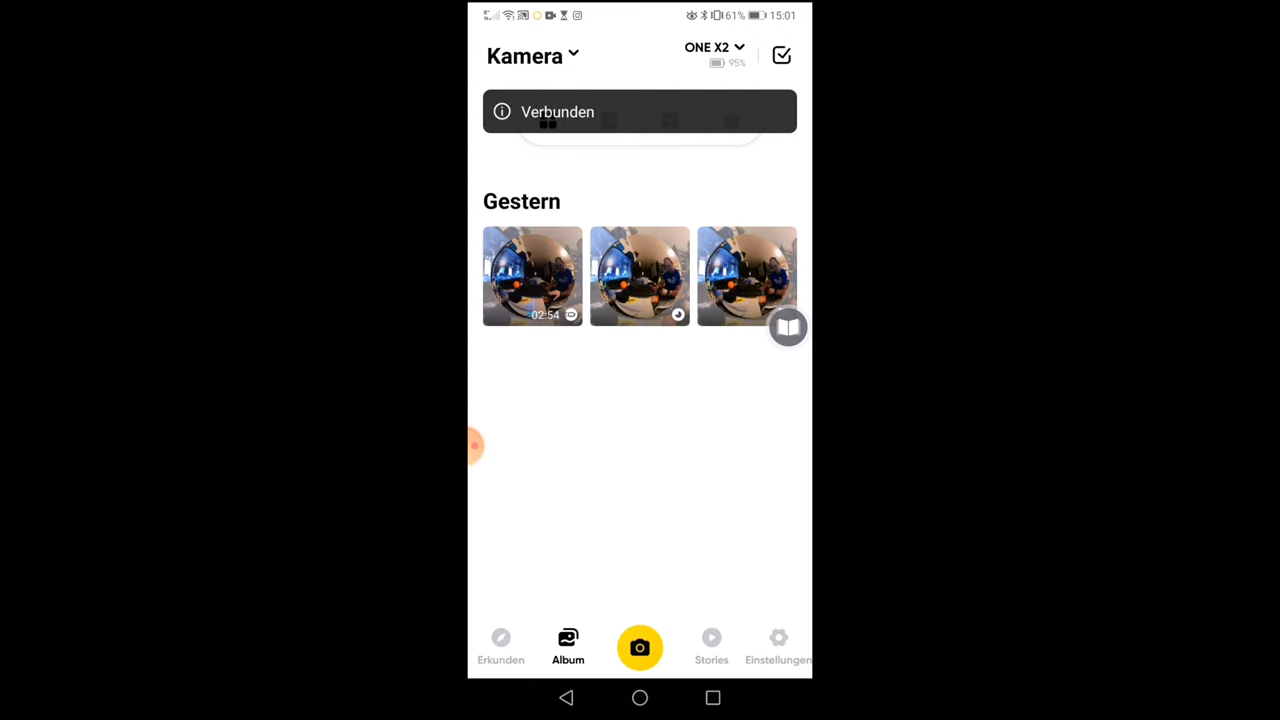 61% 15:01
Kamera
ONE X2
95%
Verbunden
Gestern
02:54
Erkunden
Album
Stories
Einstellungen